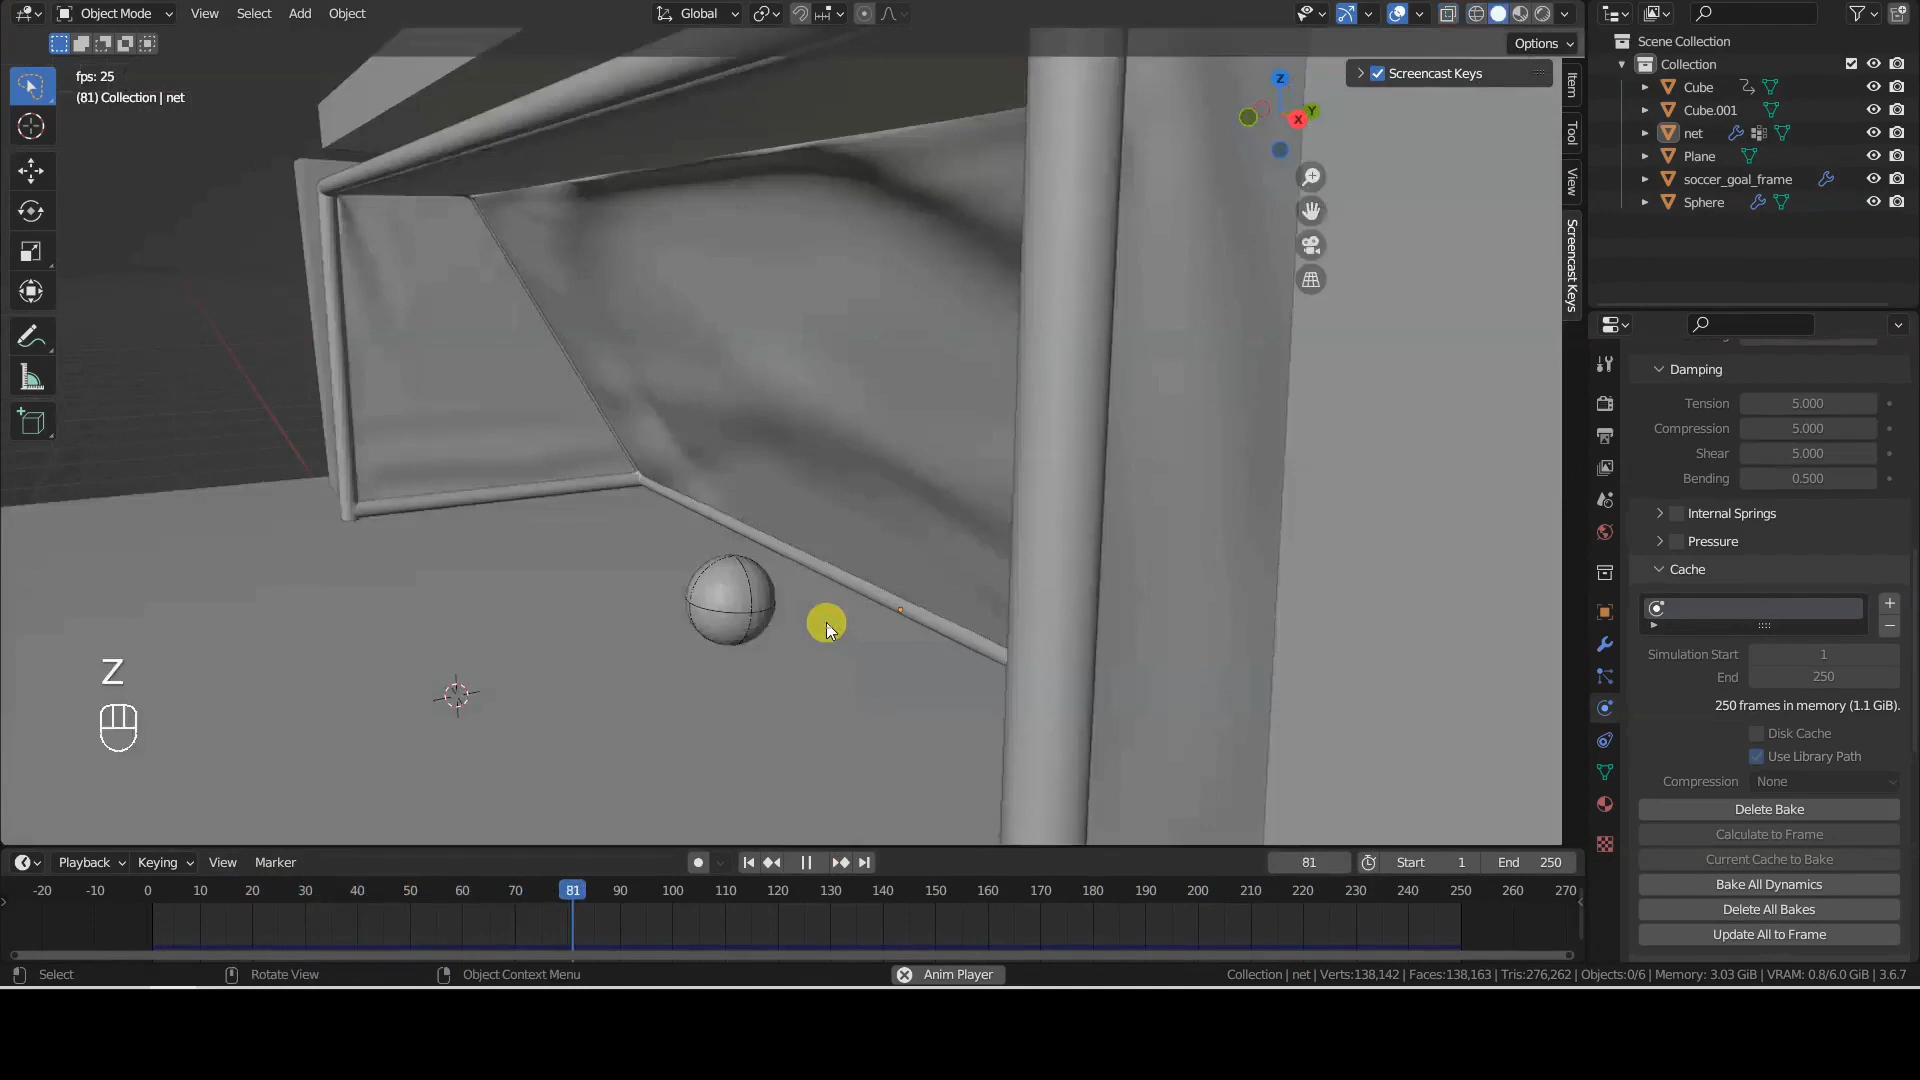 Object Mode View Select Add Object Global
Options
fps: 25
(81) Collection | net
Screencast Keys
Z
X
Y
Item
Tool
View
Screencast Keys
Z
Scene Collection
Collection
Cube
Cube.001
net
Plane
soccer_goal_frame
Sphere
Damping
Tension 5.000
Compression 5.000
Shear 5.000
Bending 0.500
Internal Springs
Pressure
Cache
Simulation Start 1
End 250
250 frames in memory (1.1 GiB).
Disk Cache
Use Library Path
Compression None
Delete Bake
Calculate to Frame
Current Cache to Bake
Bake All Dynamics
Delete All Bakes
Update All to Frame
Playback Keying View Marker 81 Start 1 End 250
-20 -10 0 10 20 30 40 50 60 70 81 90 100 110 120 130 140 150 160 170 180 190 200 210 220 230 240 250 260 270
Select Rotate View Object Context Menu Anim Player Collection | net | Verts:138,142 | Faces:138,163 | Tris:276,262 | Objects:0/6 | Memory: 3.03 GiB | VRAM: 0.8/6.0 GiB | 3.6.7